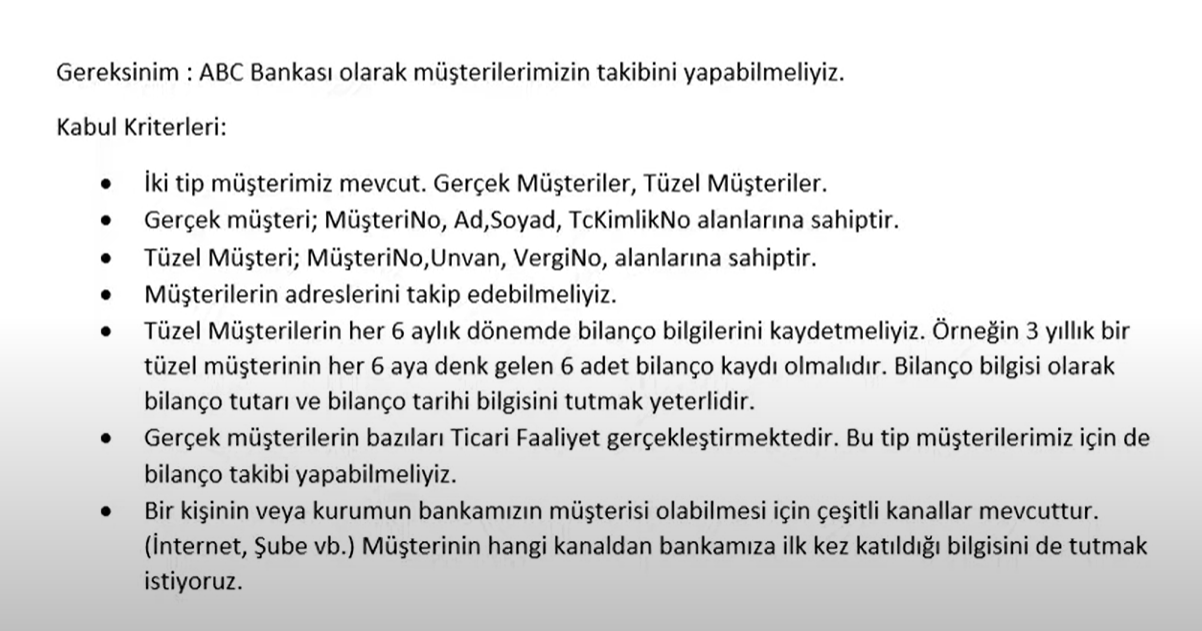 Gereksinim : ABC Bankası olarak müşterilerimizin takibini yapabilmeliyiz.
Kabul Kriterleri:
• İki tip müşterimiz mevcut. Gerçek Müşteriler, Tüzel Müşteriler.
• Gerçek müşteri; MüşteriNo, Ad,Soyad, TcKimlikNo alanlarına sahiptir.
• Tüzel Müşteri; MüşteriNo,Unvan, VergiNo, alanlarına sahiptir.
• Müşterilerin adreslerini takip edebilmeliyiz.
• Tüzel Müşterilerin her 6 aylık dönemde bilanço bilgilerini kaydetmeliyiz. Örneğin 3 yıllık bir
tüzel müşterinin her 6 aya denk gelen 6 adet bilanço kaydı olmalıdır. Bilanço bilgisi olarak
bilanço tutarı ve bilanço tarihi bilgisini tutmak yeterlidir.
• Gerçek müşterilerin bazıları Ticari Faaliyet gerçekleştirmektedir. Bu tip müşterilerimiz için de
bilanço takibi yapabilmeliyiz.
• Bir kişinin veya kurumun bankamızın müşterisi olabilmesi için çeşitli kanallar mevcuttur.
(İnternet, Şube vb.) Müşterinin hangi kanaldan bankamıza ilk kez katıldığı bilgisini de tutmak
istiyoruz.